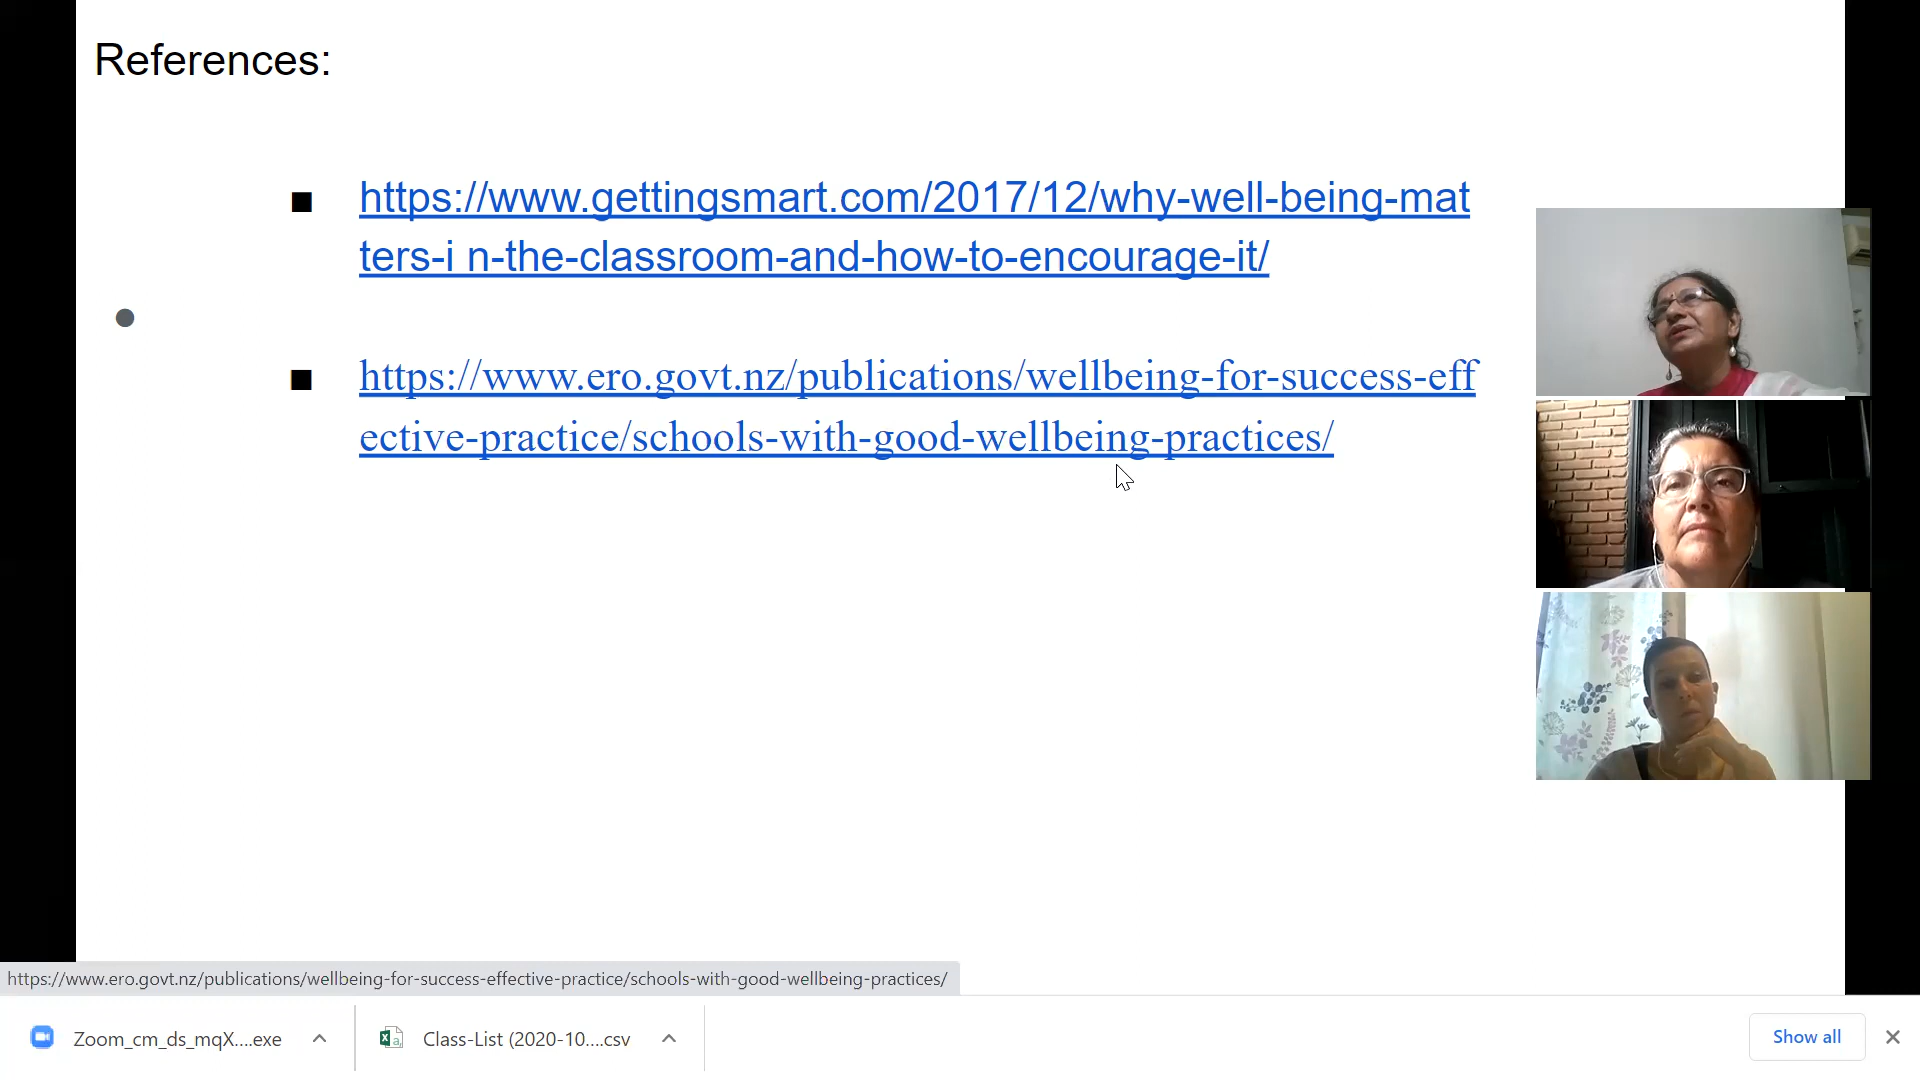 References:
https://www.gettingsmart.com/2017/12/why-well-being-mat
ters-i n-the-classroom-and-how-to-encourage-it/
https://www.ero.govt.nz/publications/wellbeing-for-success-eff
ective-practice/schools-with-good-wellbeing-practices/
https://www.ero.govt.nz/publications/wellbeing-for-success-effective-practice/schools-with-good-wellbeing-practices/
Zoom_cm_ds_mqX....exe
Class-List (2020-10....csv
Show all